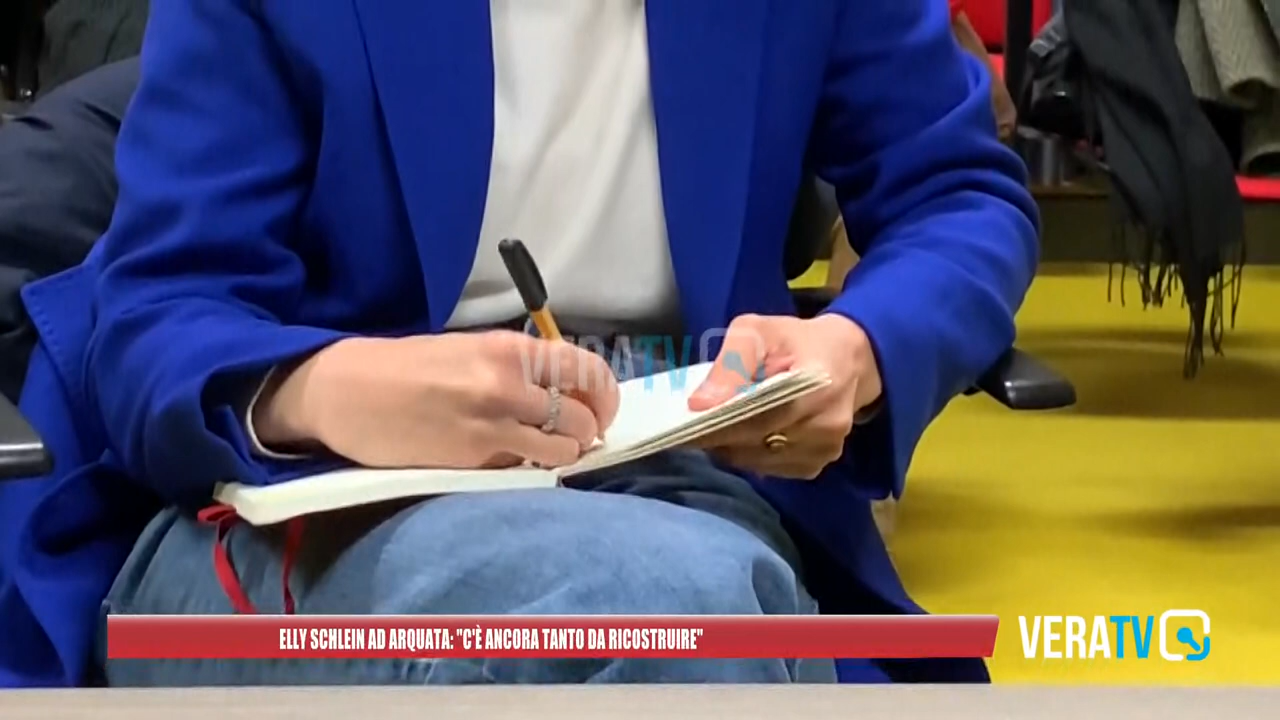 VERATV
ELLY SCHLEIN AD ARQUATA: "C'È ANCORA TANTO DA RICOSTRUIRE"
VERATV